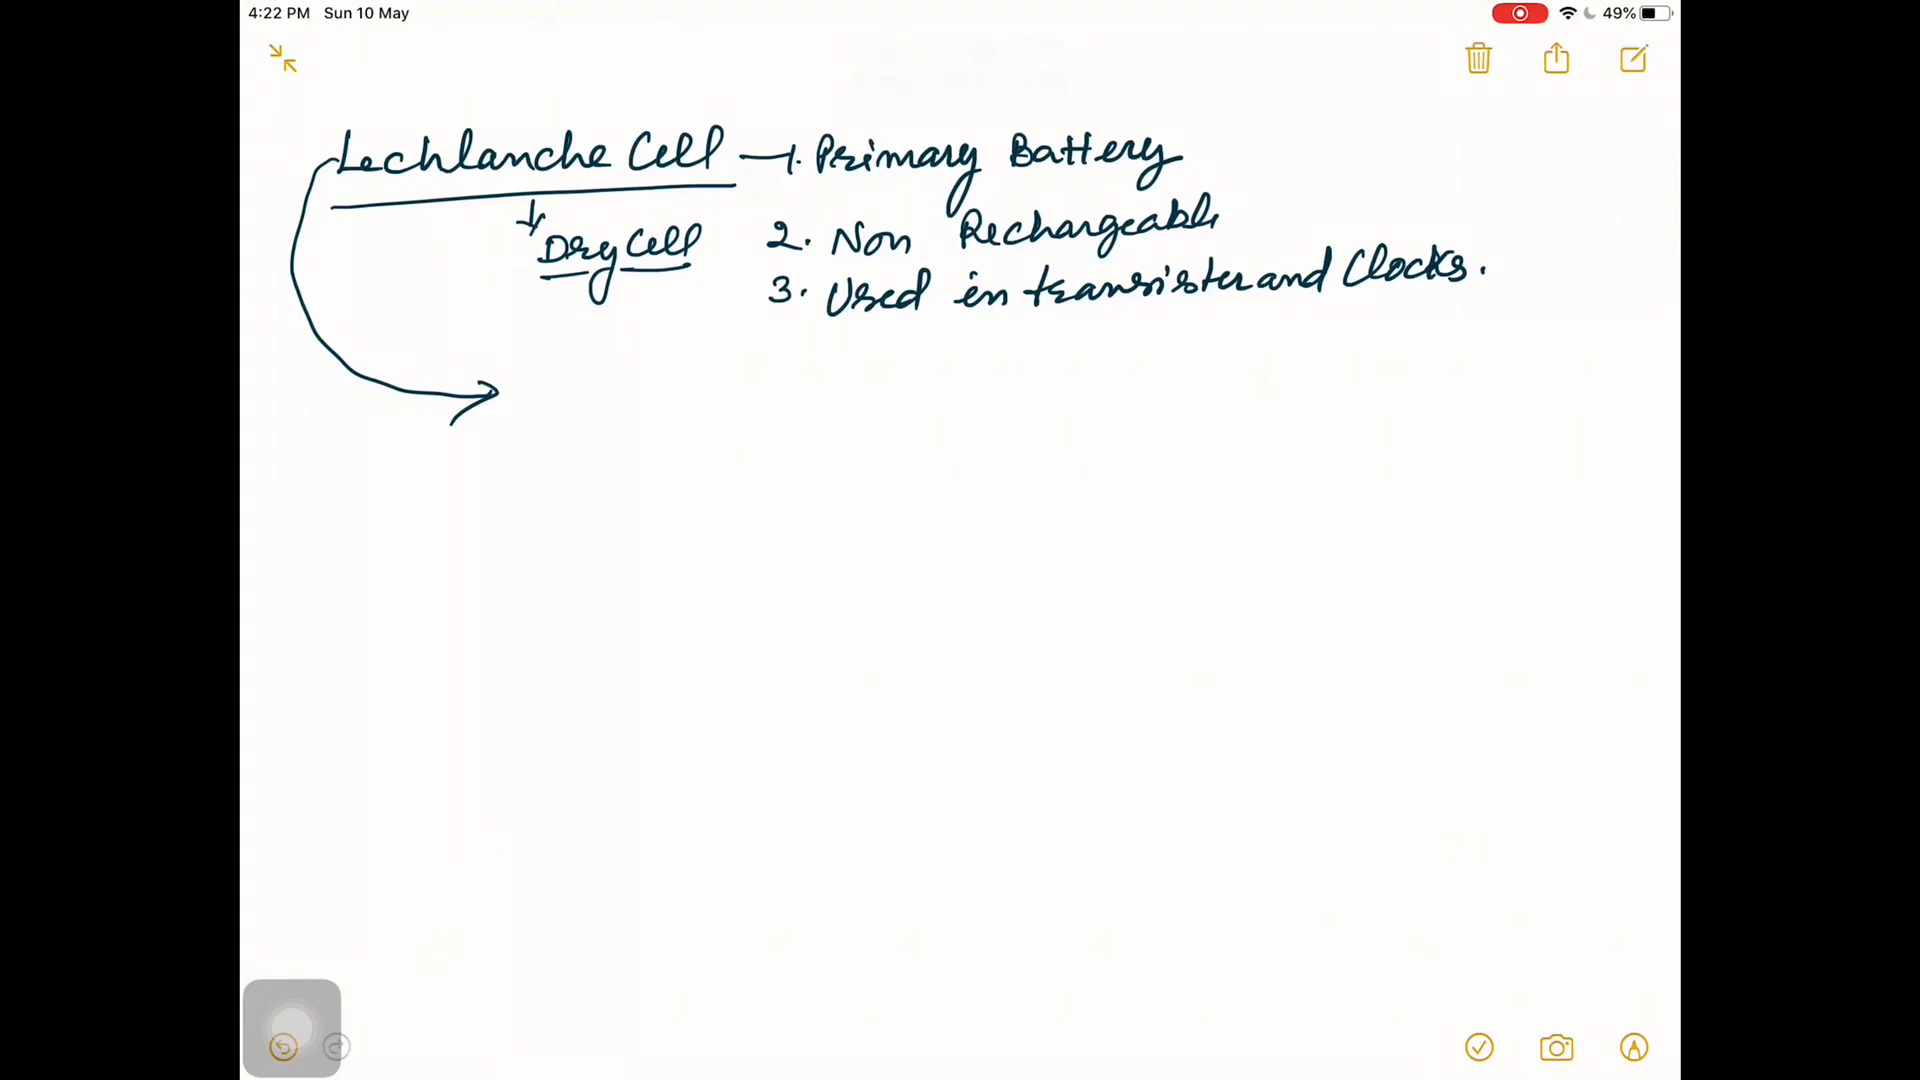 4:22 PM Sun 10 May
49%
Lechlanche Cell — 1. Primary Battery
Dry Cell
2. Non Rechargeable
3. Used in transister and Clocks.